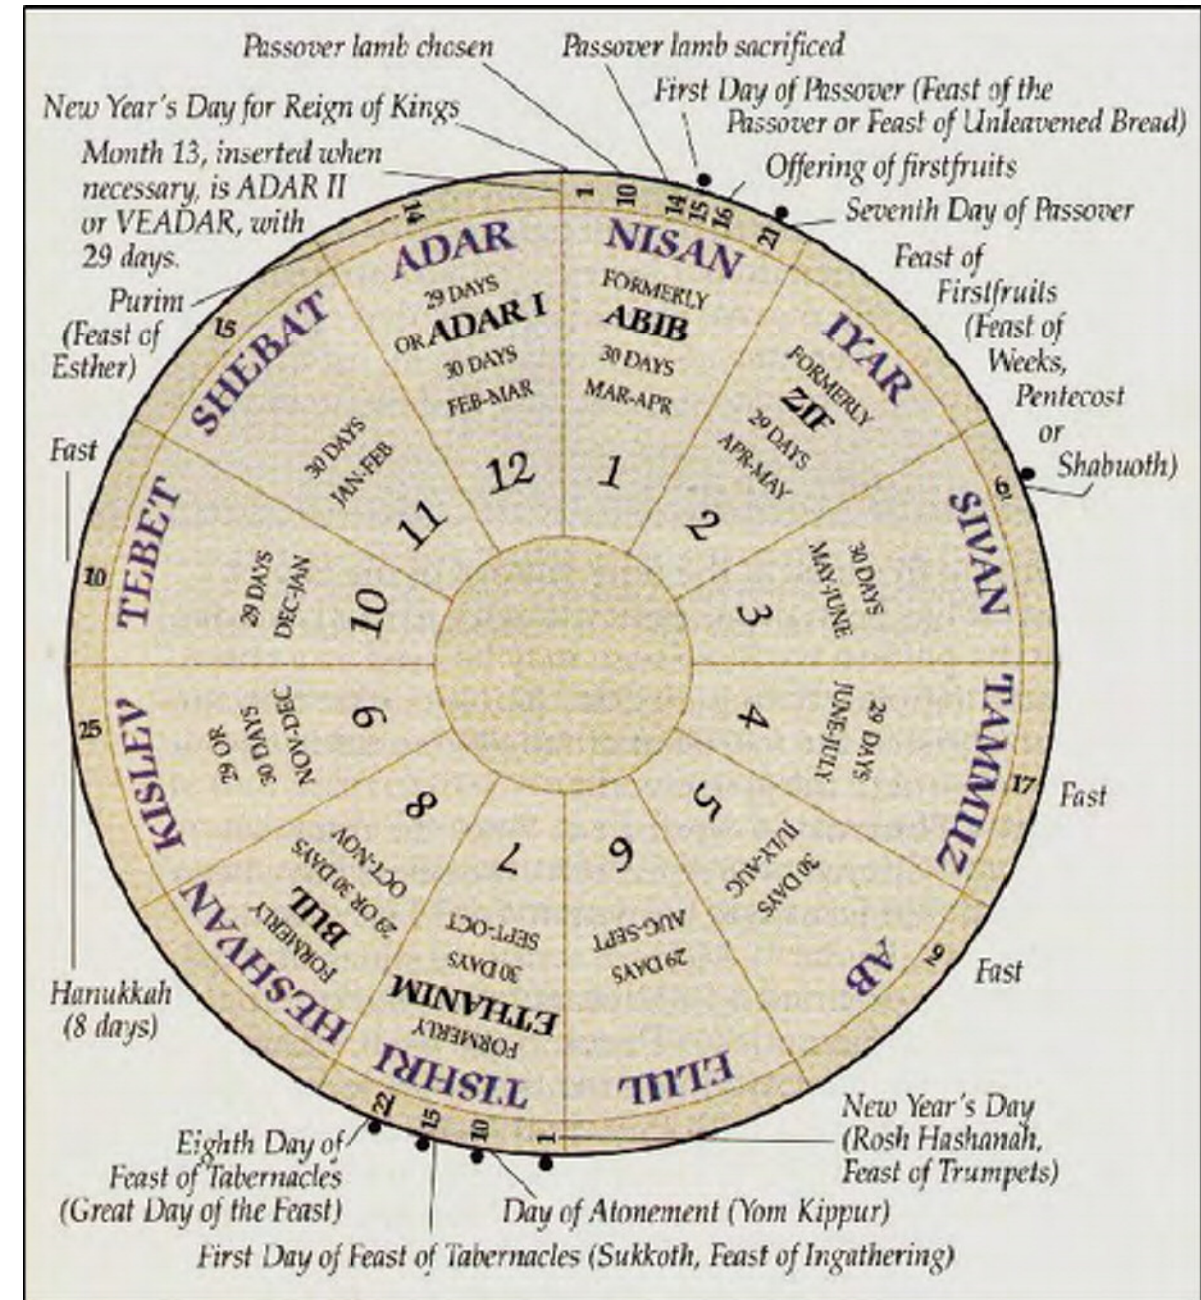 Passover lamb chosen
Passover lamb sacrificed
First Day of Passover (Feast of the
Passover or Feast of Unleavened Bread)
New Year's Day for Reign of Kings
Offering of firstfruits
Month 13, inserted when
necessary, is ADAR II
or VEADAR, with
29 days.
Seventh Day of Passover
Feast of
Firstfruits
(Feast of
Weeks,
Pentecost
or
Shabuoth)
Purim
(Feast of
Esther)
Fast
1
10
14
15
16
21
NISAN
FORMERLY
ABIB
30 DAYS
MAR-APR
1
IYAR
FORMERLY
ZIF
29 DAYS
APR-MAY
2
6
SIVAN
30 DAYS
MAY-JUNE
3
TAMMUZ
17
29 DAYS
JUNE-JULY
4
Fast
AB
9
30 DAYS
JULY-AUG
5
Fast
ELUL
29 DAYS
AUG-SEPT
6
TISHRI
FORMERLY
ETHANIM
30 DAYS
SEPT-OCT
7
1
10
15
22
HESHVAN
FORMERLY
BUL
29 OR 30 DAYS
OCT-NOV
8
KISLEV
25
29 OR
30 DAYS
NOV-DEC
9
TEBET
10
29 DAYS
DEC-JAN
10
SHEBAT
15
30 DAYS
JAN-FEB
11
ADAR
14
29 DAYS
OR ADAR I
30 DAYS
FEB-MAR
12
Hanukkah
(8 days)
New Year's Day
(Rosh Hashanah,
Feast of Trumpets)
Eighth Day of
Feast of Tabernacles
(Great Day of the Feast)
Day of Atonement (Yom Kippur)
First Day of Feast of Tabernacles (Sukkoth, Feast of Ingathering)